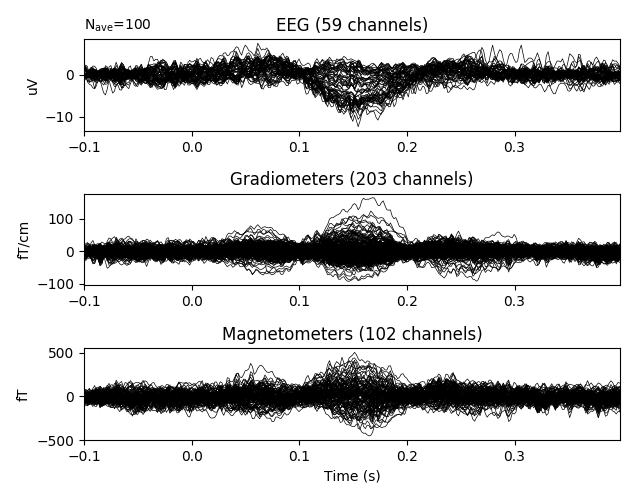 Nave=100
EEG (59 channels)
0
−10
uV
−0.1 0.0 0.1 0.2 0.3
Gradiometers (203 channels)
100
0
−100
fT/cm
−0.1 0.0 0.1 0.2 0.3
Magnetometers (102 channels)
500
0
−500
fT
−0.1 0.0 0.1 0.2 0.3
Time (s)